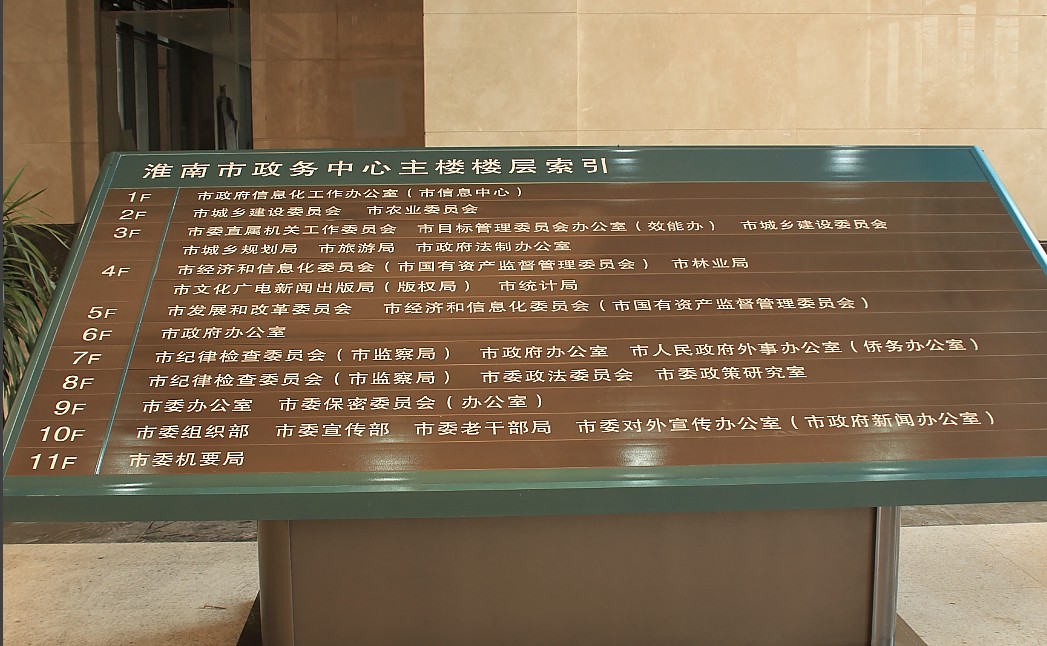 淮南市政务中心主楼楼层索引
1F 市政府信息化工作办公室（市信息中心）
2F 市城乡建设委员会 市农业委员会
3F 市委直属机关工作委员会 市目标管理委员会办公室（效能办） 市城乡建设委员会
市城乡规划局 市旅游局 市政府法制办公室
4F 市经济和信息化委员会（市国有资产监督管理委员会） 市林业局
市文化广电新闻出版局（版权局） 市统计局
5F 市发展和改革委员会 市经济和信息化委员会（市国有资产监督管理委员会）
6F 市政府办公室
7F 市纪律检查委员会（市监察局） 市政府办公室 市人民政府外事办公室（侨务办公室）
8F 市纪律检查委员会（市监察局） 市委政法委员会 市委政策研究室
9F 市委办公室 市委保密委员会（办公室）
10F 市委组织部 市委宣传部 市委老干部局 市委对外宣传办公室（市政府新闻办公室）
11F 市委机要局